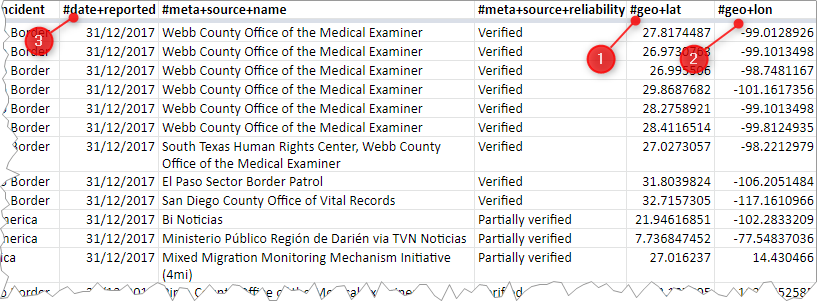 ncident #date+reported #meta+source+name #meta+source+reliability #geo+lat #geo+lon
3 1 2
Border 31/12/2017 Webb County Office of the Medical Examiner Verified 27.8174487 -99.0128926
Border 31/12/2017 Webb County Office of the Medical Examiner Verified -99.1013498
Border 31/12/2017 Webb County Office of the Medical Examiner Verified -98.7481167
Border 31/12/2017 Webb County Office of the Medical Examiner Verified 29.8687682 -101.1617356
Border 31/12/2017 Webb County Office of the Medical Examiner Verified 28.2758921 -99.1013498
Border 31/12/2017 Webb County Office of the Medical Examiner Verified 28.4116514 -99.8124935
Border 31/12/2017 South Texas Human Rights Center, Webb County Verified 27.0273057 -98.2212979
Office of the Medical Examiner
Border 31/12/2017 El Paso Sector Border Patrol Verified 31.8039824 -106.2051484
Border 31/12/2017 San Diego County Office of Vital Records Verified 32.7157305 -117.1610966
merica 31/12/2017 Bi Noticias Partially verified 21.94616851 -102.2833209
merica 31/12/2017 Ministerio Público Región de Darién via TVN Noticias Partially verified 7.736847452 -77.54837036
ica 31/12/2017 Mixed Migration Monitoring Mechanism Initiative Partially verified 27.016237 14.430466
(4mi)